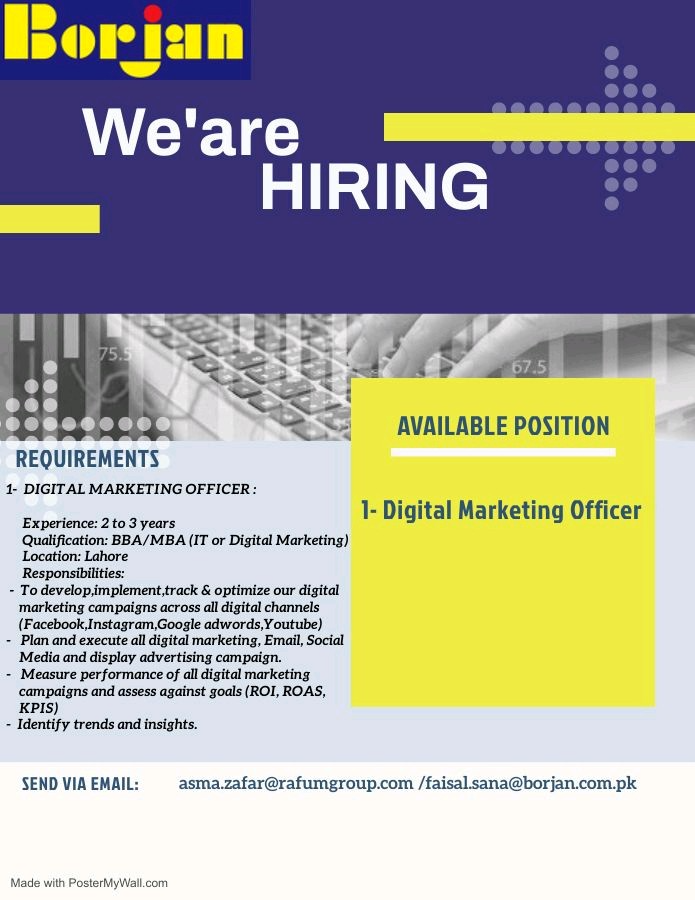 Borjan
We'are
HIRING
75.5
67.5
AVAILABLE POSITION
1- Digital Marketing Officer
REQUIREMENTS
1- DIGITAL MARKETING OFFICER :
Experience: 2 to 3 years
Qualification: BBA/MBA (IT or Digital Marketing)
Location: Lahore
Responsibilities:
- To develop,implement,track & optimize our digital
marketing campaigns across all digital channels
(Facebook,Instagram,Google adwords,Youtube)
- Plan and execute all digital marketing, Email, Social
Media and display advertising campaign.
- Measure performance of all digital marketing
campaigns and assess against goals (ROI, ROAS,
KPIS)
- Identify trends and insights.
SEND VIA EMAIL: asma.zafar@rafumgroup.com /faisal.sana@borjan.com.pk
Made with PosterMyWall.com